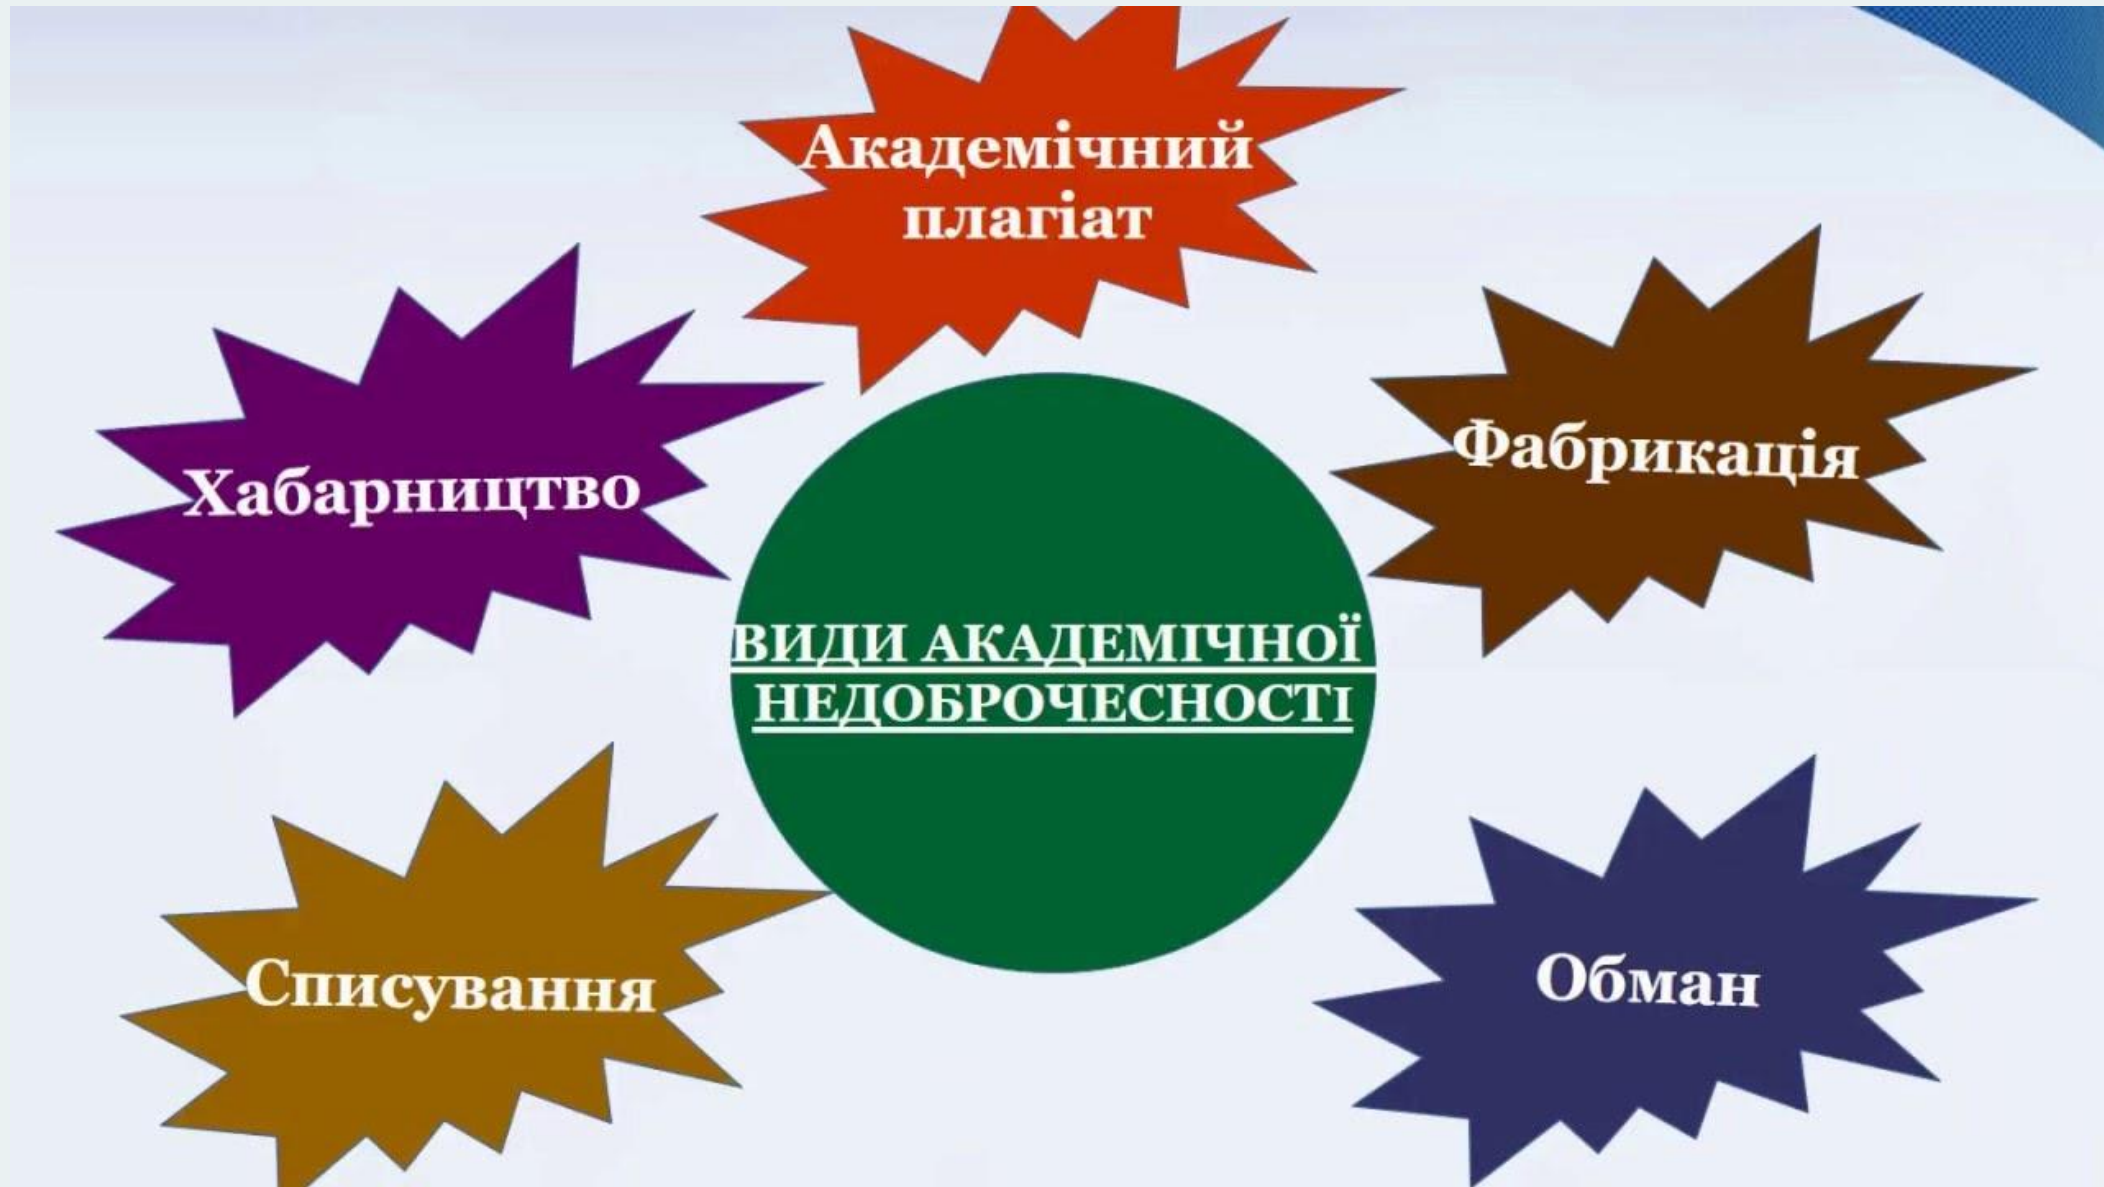 Академічний
плагіат
Хабарництво
Фабрикація
ВИДИ АКАДЕМІЧНОЇ
НЕДОБРОЧЕСНОСТІ
Списування
Обман